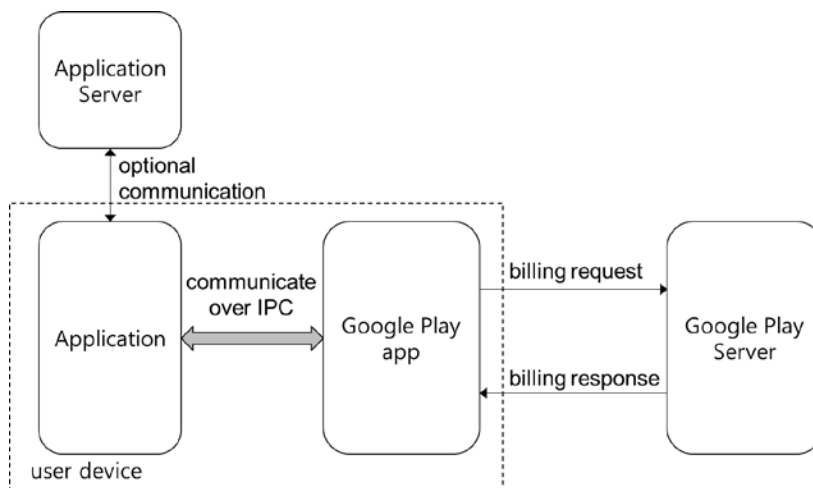 Application
Server
optional
communication
Application
communicate
over IPC
Google Play
app
billing request
billing response
Google Play
Server
user device